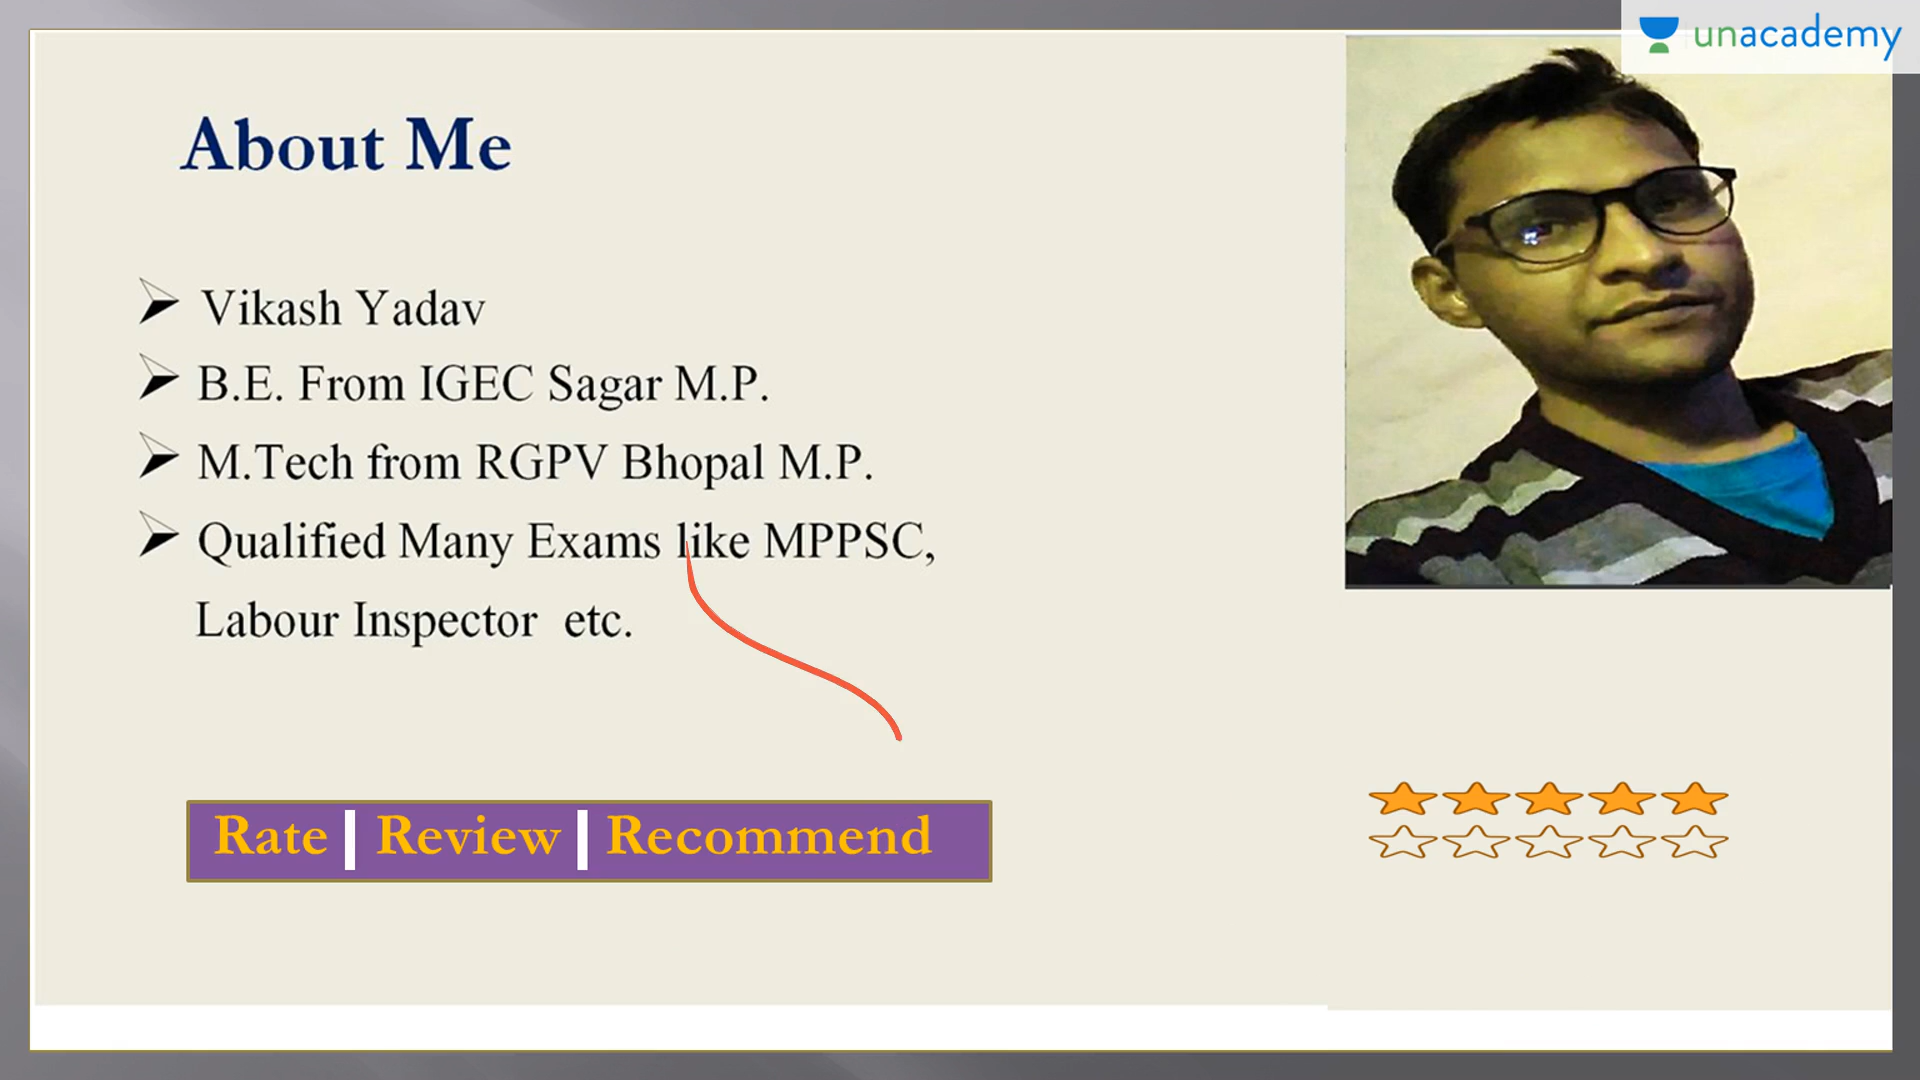 unacademy
About Me
Vikash Yadav
B.E. From IGEC Sagar M.P.
M.Tech from RGPV Bhopal M.P.
Qualified Many Exams like MPPSC,
Labour Inspector etc.
Rate | Review | Recommend